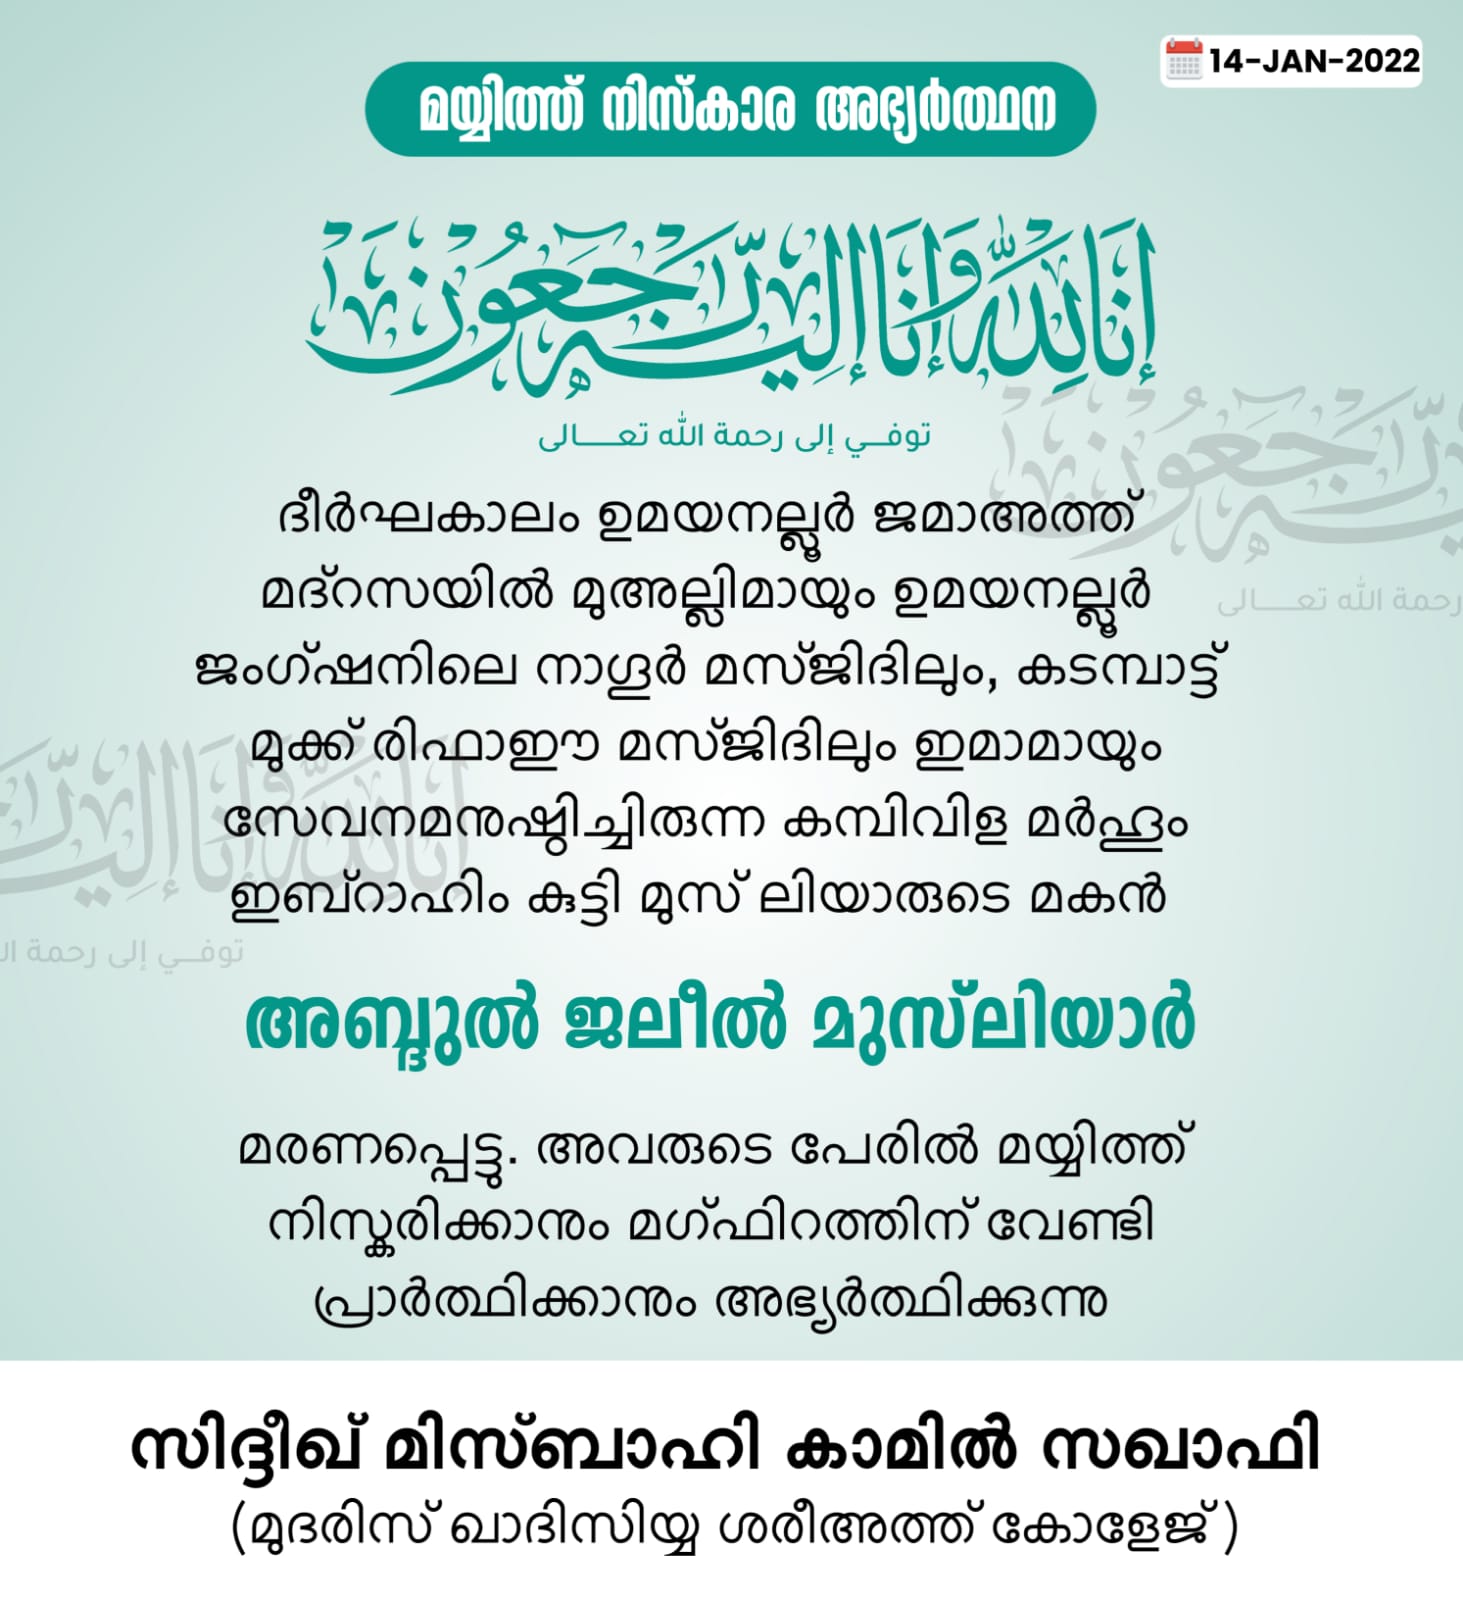 14-JAN-2022
മയ്യിത്ത് നിസ്കാര അഭ്യർത്ഥന
إنا لله وإنا إليه راجعون
توفـــي إلى رحمة الله تعـــــالى
ദീർഘകാലം ഉമയനല്ലൂർ ജമാഅത്ത്
മദ്റസയിൽ മുഅല്ലിമായും ഉമയനല്ലൂർ
ജംഗ്ഷനിലെ നാഗൂർ മസ്ജിദിലും, കടമ്പാട്ട്
മുക്ക് രിഫാഈ മസ്ജിദിലും ഇമാമായും
സേവനമനുഷ്ഠിച്ചിരുന്ന കമ്പിവിള മർഹൂം
ഇബ്റാഹിം കുട്ടി മുസ് ലിയാരുടെ മകൻ
അബ്ദുൽ ജലീൽ മുസ്‌ലിയാർ
മരണപ്പെട്ടു. അവരുടെ പേരിൽ മയ്യിത്ത്
നിസ്കരിക്കാനും മഗ്ഫിറത്തിന് വേണ്ടി
പ്രാർത്ഥിക്കാനും അഭ്യർത്ഥിക്കുന്നു
സിദ്ദീഖ് മിസ്ബാഹി കാമിൽ സഖാഫി
(മുദരിസ് ഖാദിസിയ്യ ശരീഅത്ത് കോളേജ് )